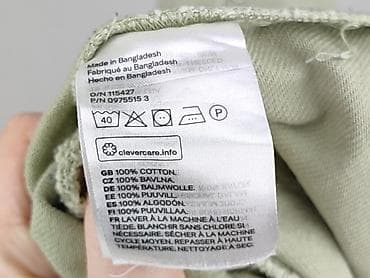 Made in Bangladesh
Fabriqué au Bangladesh
Hecho en Bangladesh
O/N 115427
P/N 0975515 3
40
P
clevercare.info
GB 100% COTTON.
CZ 100% BAVLNA.
DE 100% BAUMWOLLE.
EE 100% PUUVILL.
ES 100% ALGODÓN.
FI 100% PUUVILLAA.
FR LAVER À LA MACHINE À L'EAU
TIÈDE. BLANCHIR SANS CHLORE SI
NÉCESSAIRE. SÉCHER À LA MACHINE
CYCLE MOYEN. REPASSER À HAUTE
TEMPÉRATURE. NETTOYAGE À SEC.